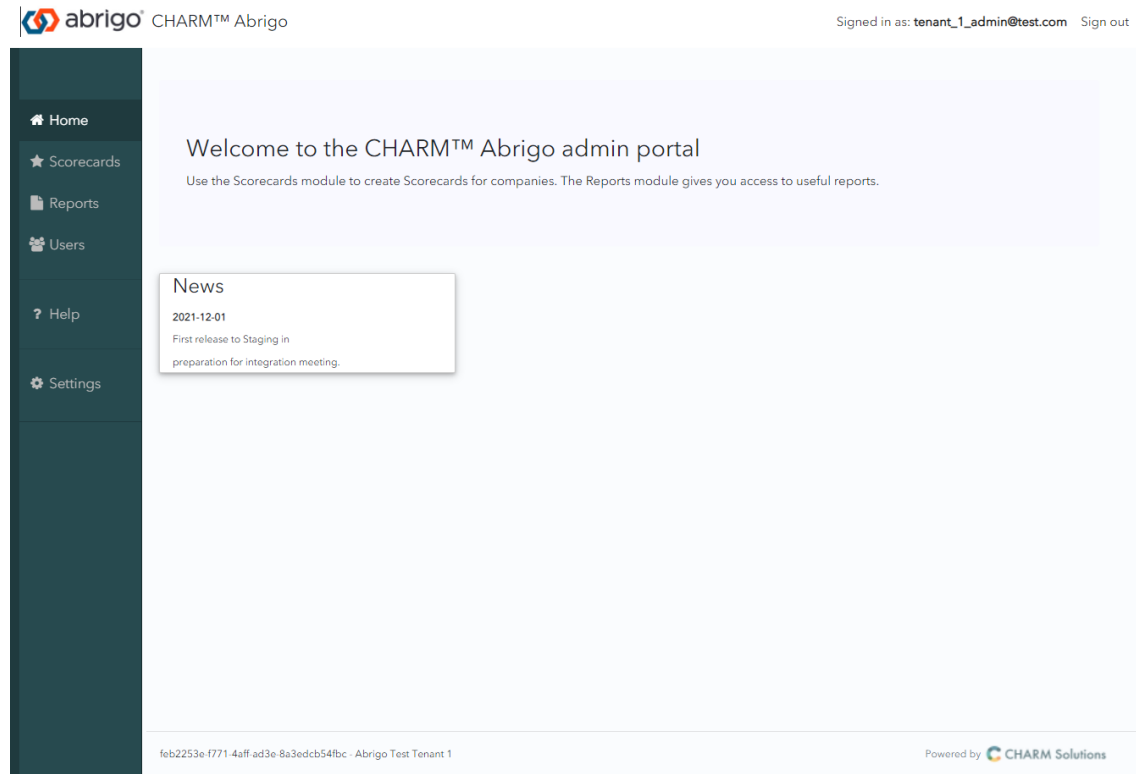 abrigo® CHARM™ Abrigo
Signed in as: tenant_1_admin@test.com Sign out
Home
Scorecards
Reports
Users
? Help
Settings
Welcome to the CHARM™ Abrigo admin portal
Use the Scorecards module to create Scorecards for companies. The Reports module gives you access to useful reports.
News
2021-12-01
First release to Staging in
preparation for integration meeting.
feb2253e-f771-4aff-ad3e-8a3edcb54fbc - Abrigo Test Tenant 1
Powered by CHARM Solutions